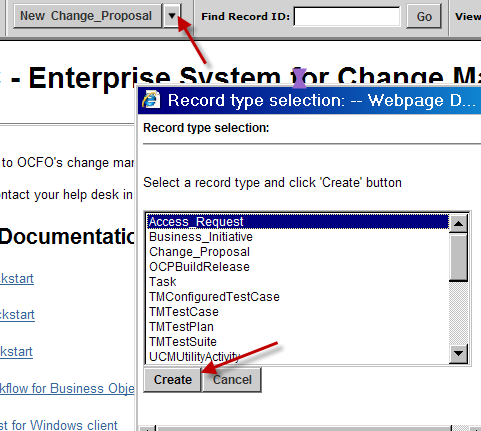 New Change_Proposal
Find Record ID:
Go
View
- Enterprise System for Change Ma
Record type selection: -- Webpage D...
Record type selection:
to OCFO's change ma
ntact your help desk in
Select a record type and click 'Create' button
Documentatio
Access_Request
Business_Initiative
Change_Proposal
OCPBuildRelease
Task
TMConfiguredTestCase
TMTestCase
TMTestPlan
TMTestSuite
UCMUtilityActivity
ckstart
ckstart
kstart
kflow for Business Obje
st for Windows client
Create
Cancel